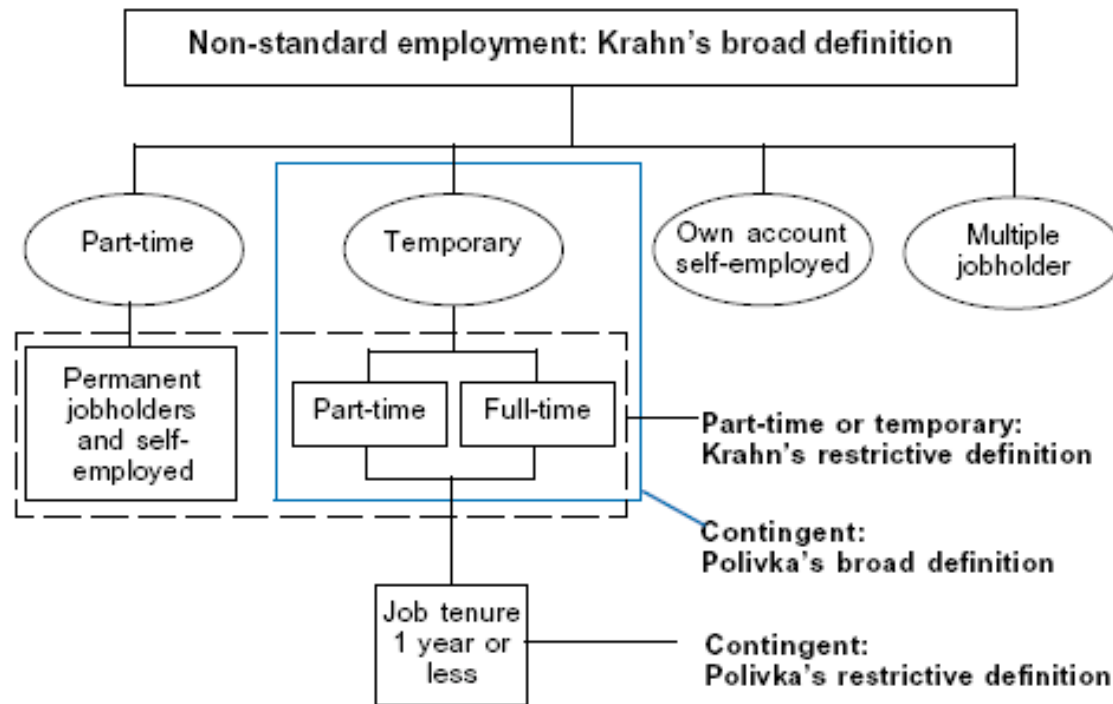 Non-standard employment: Krahn's broad definition
Part-time
Temporary
Own account
self-employed
Multiple
jobholder
Permanent
jobholders
and self-
employed
Part-time
Full-time
Part-time or temporary:
Krahn's restrictive definition
Contingent:
Polivka's broad definition
Job tenure
1 year or
less
Contingent:
Polivka's restrictive definition